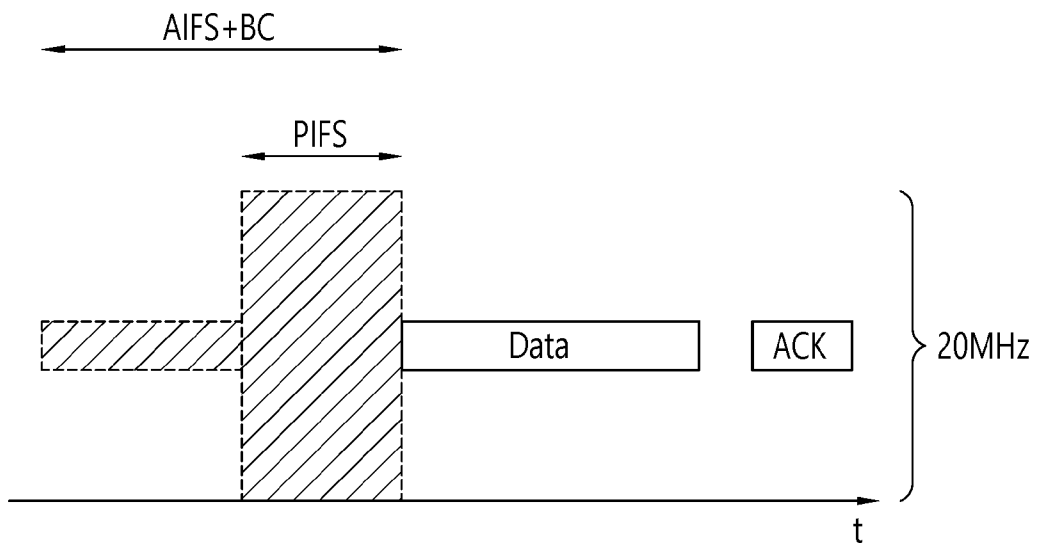 AIFS+BC
PIFS
Data
ACK
20MHz
t